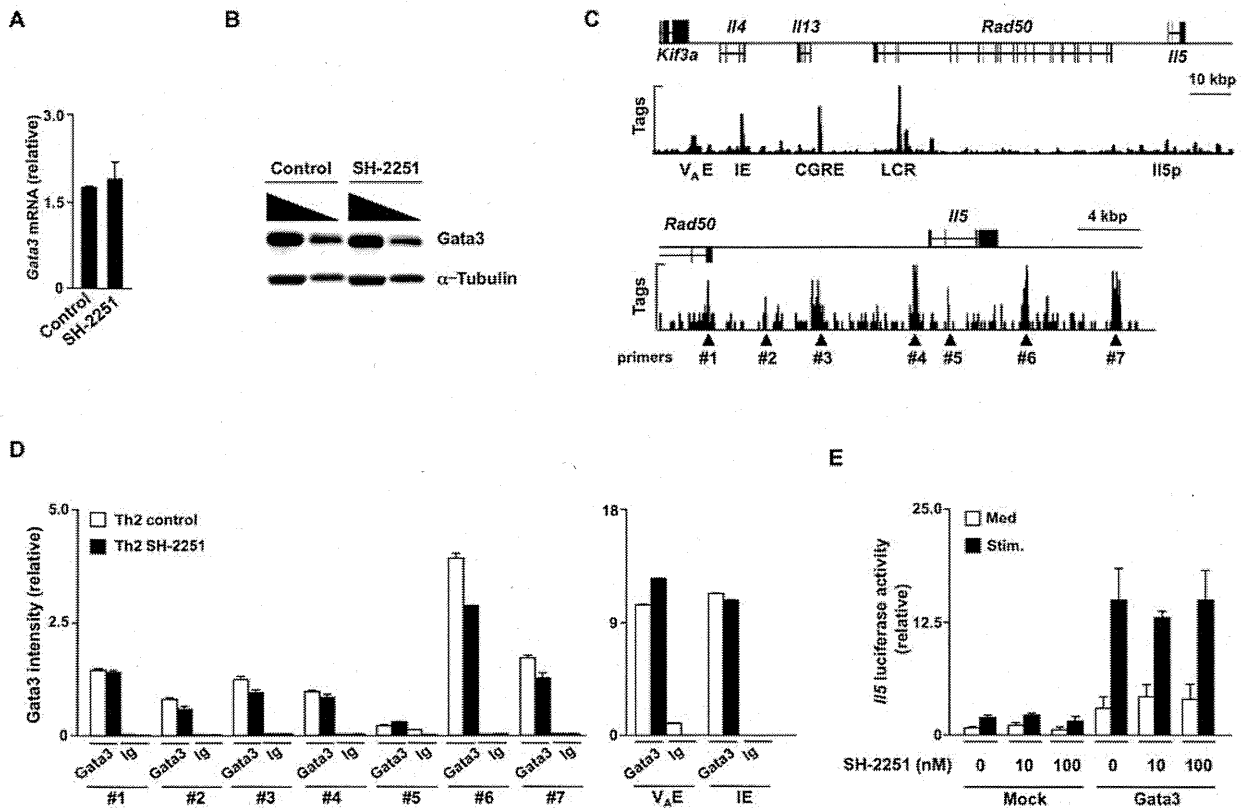 A
3.0
1.5
0
Gata3 mRNA (relative)
Control
SH-2251
B
Control SH-2251
Gata3
α-Tubulin
C
Il4 Il13 Rad50
Kif3a Il5
10 kbp
Tags
VAE IE CGRE LCR Il5p
Rad50 Il5 4 kbp
Tags
primers #1 #2 #3 #4 #5 #6 #7
D
5.0
2.5
0
Gata3 intensity (relative)
Th2 control
Th2 SH-2251
Gata3 Ig Gata3 Ig Gata3 Ig Gata3 Ig Gata3 Ig Gata3 Ig Gata3 Ig
#1 #2 #3 #4 #5 #6 #7
18
9
0
Gata3 Ig Gata3 Ig
VAE IE
E
25.0
12.5
0
Il5 luciferase activity
(relative)
Med
Stim.
SH-2251 (nM) 0 10 100 0 10 100
Mock Gata3